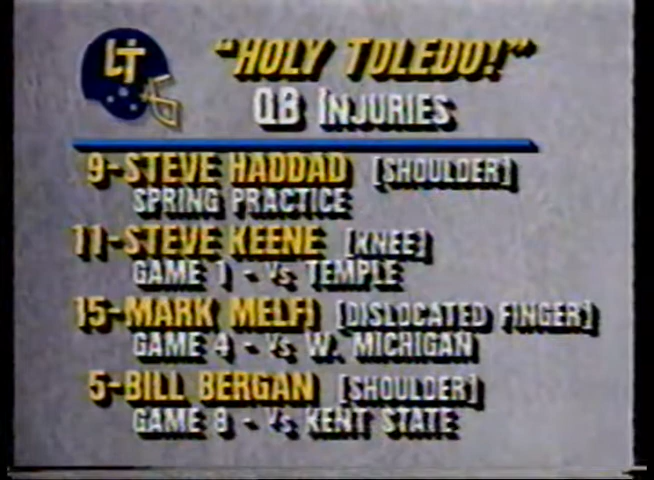 UT
"HOLY TOLEDO!"
QB INJURIES
9-STEVE HADDAD [SHOULDER]
SPRING PRACTICE
11-STEVE KEENE [KNEE]
GAME 1 - Vs TEMPLE
15-MARK MELFI [DISLOCATED FINGER]
GAME 4 - Vs W. MICHIGAN
5-BILL BERGAN [SHOULDER]
GAME 8 - Vs KENT STATE